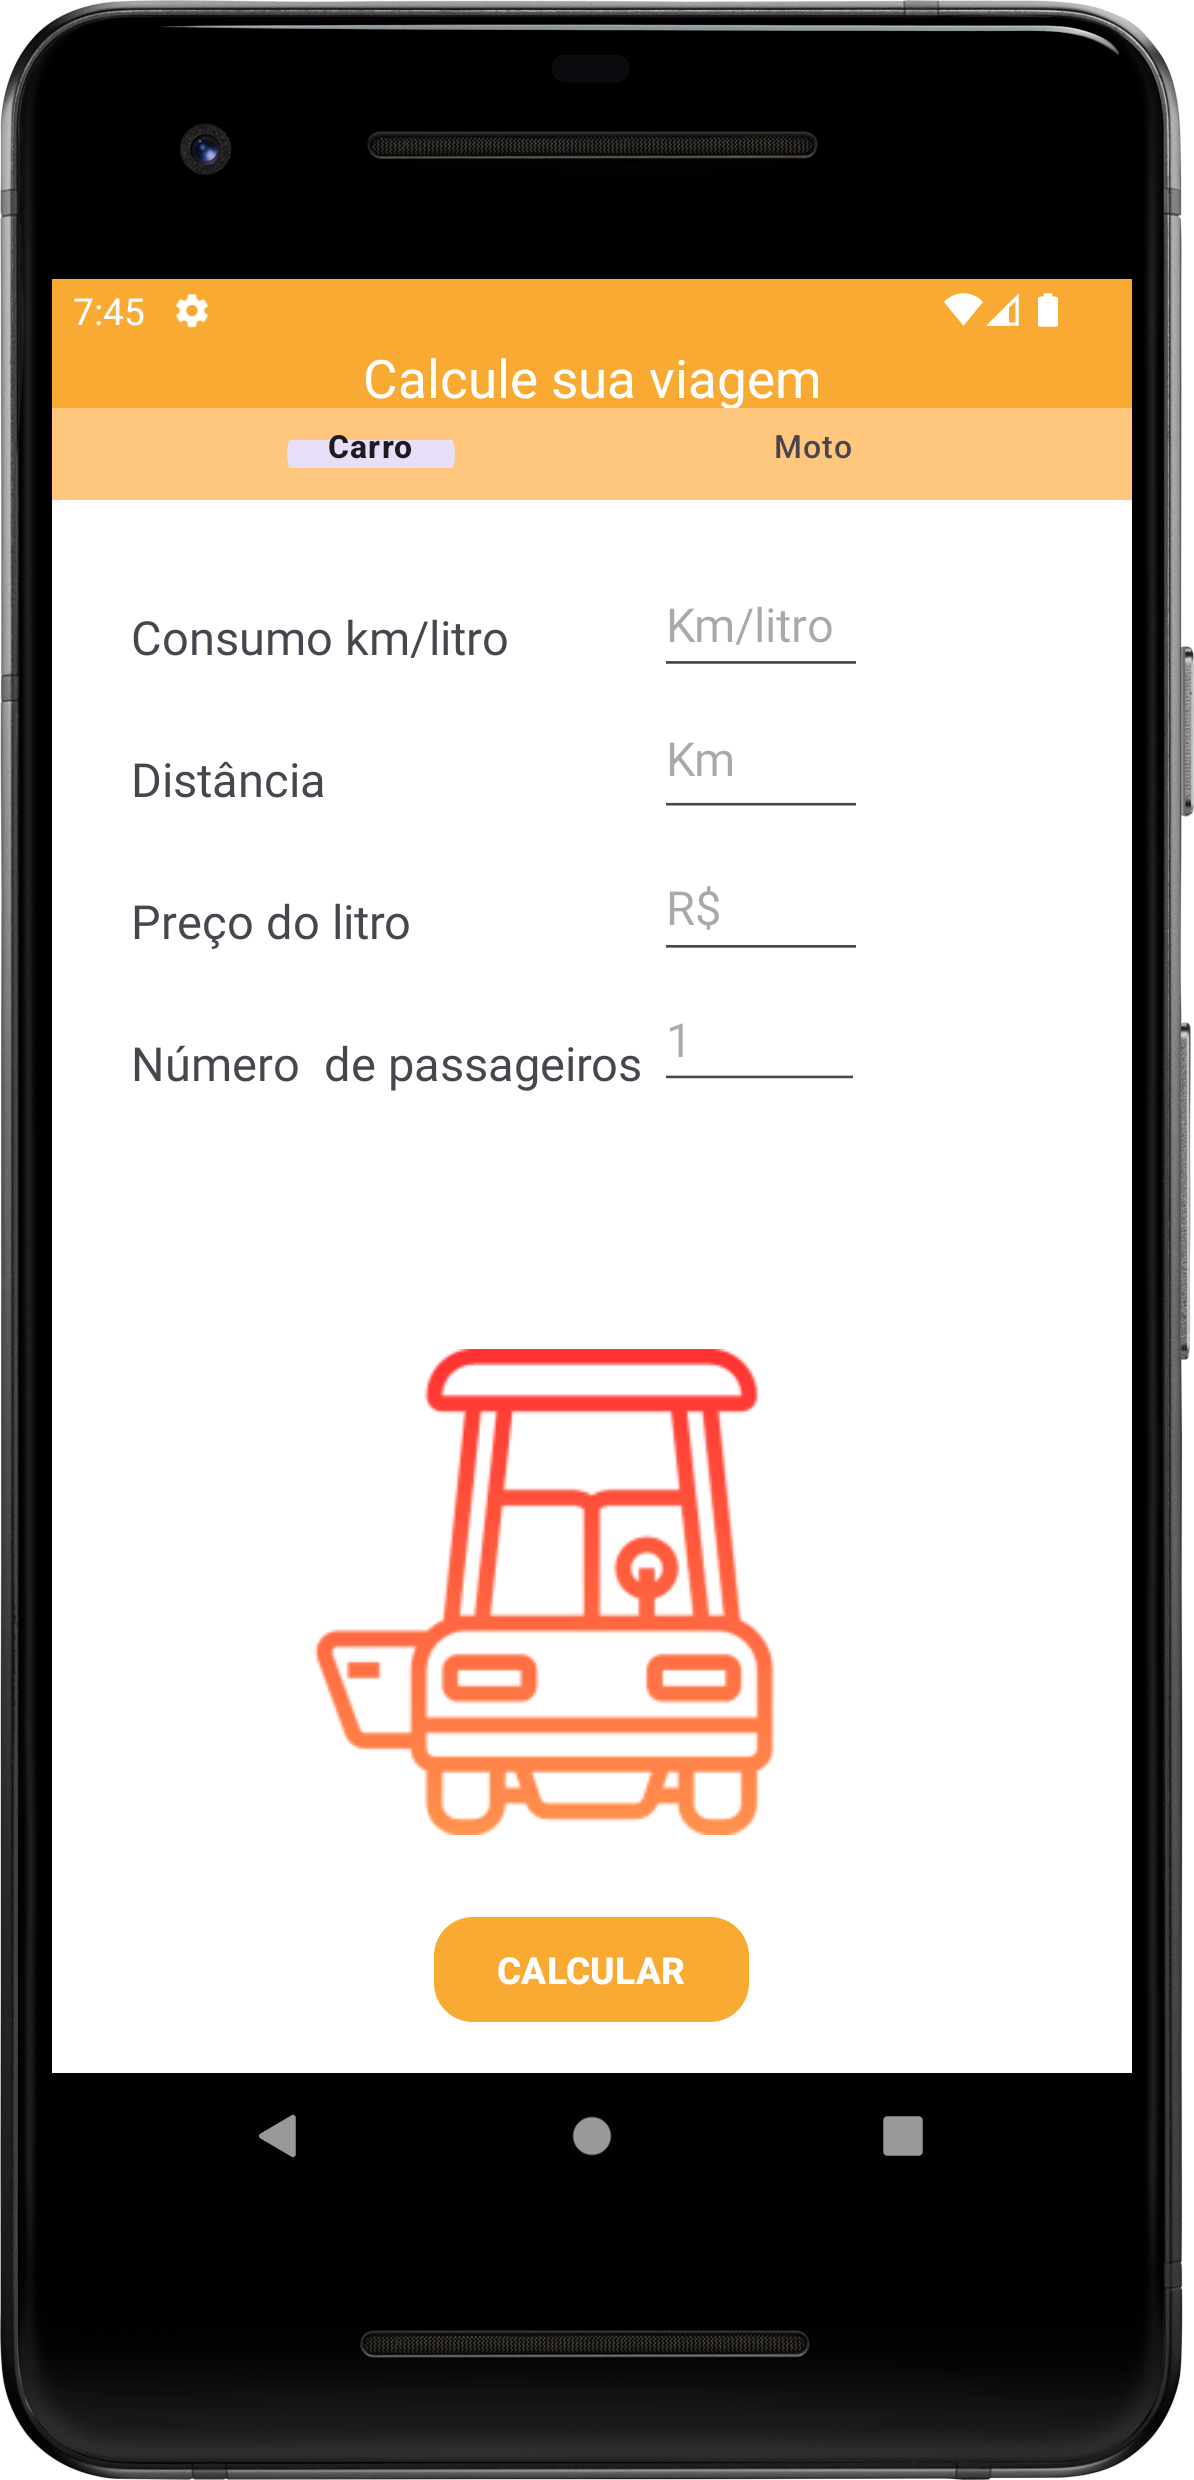 7:45
Calcule sua viagem
Carro Moto
Consumo km/litro Km/litro
Distância Km
Preço do litro R$
Número  de passageiros 1
CALCULAR